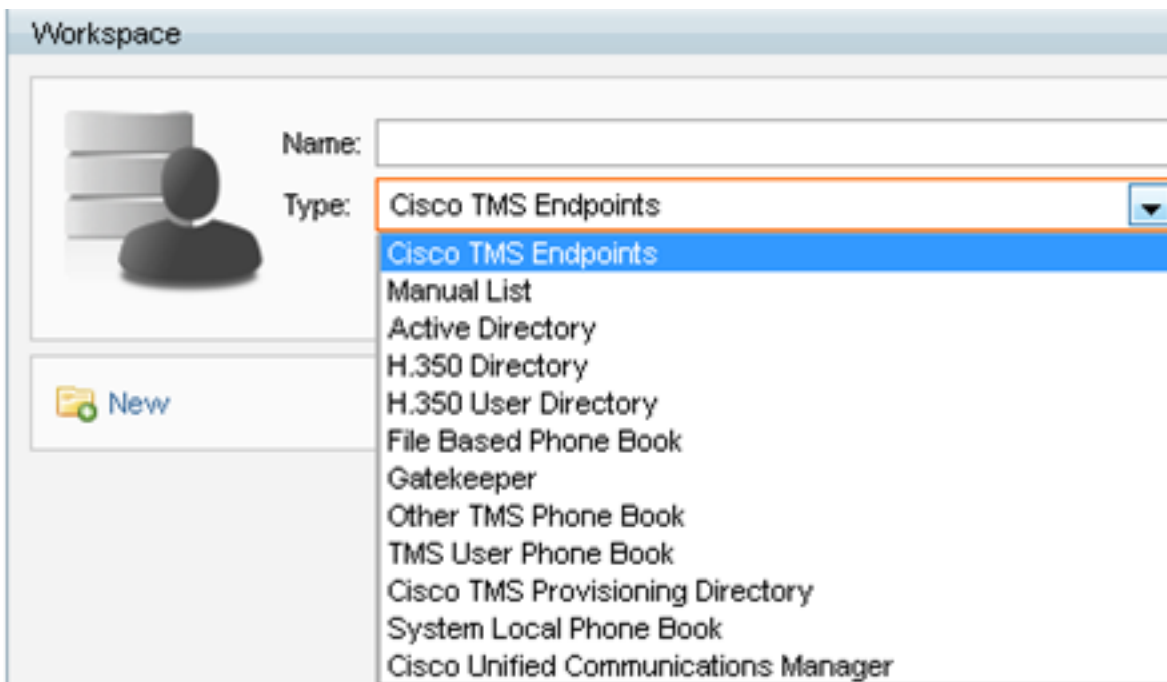 Workspace
Name:
Type: Cisco TMS Endpoints
Cisco TMS Endpoints
Manual List
Active Directory
H.350 Directory
H.350 User Directory
File Based Phone Book
Gatekeeper
Other TMS Phone Book
TMS User Phone Book
Cisco TMS Provisioning Directory
System Local Phone Book
Cisco Unified Communications Manager
New